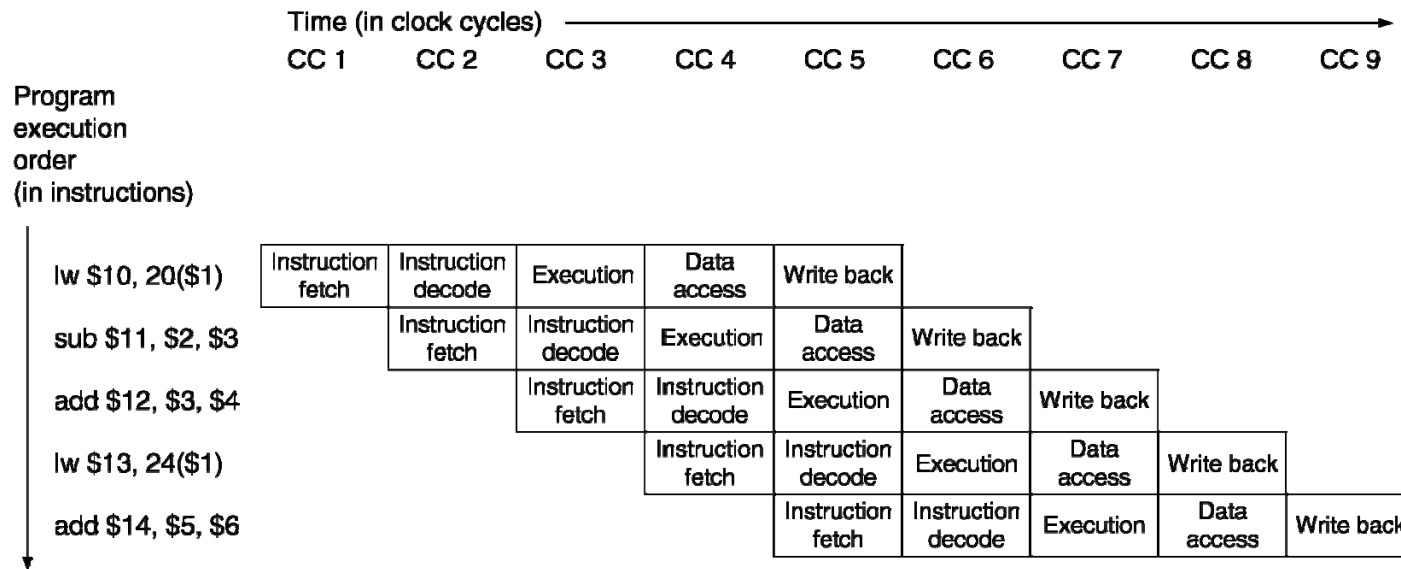 Time (in clock cycles)
CC 1 CC 2 CC 3 CC 4 CC 5 CC 6 CC 7 CC 8 CC 9
Program
execution
order
(in instructions)
lw $10, 20($1)
Instruction
fetch
Instruction
decode
Execution
Data
access
Write back
sub $11, $2, $3
Instruction
fetch
Instruction
decode
Execution
Data
access
Write back
add $12, $3, $4
Instruction
fetch
Instruction
decode
Execution
Data
access
Write back
lw $13, 24($1)
Instruction
fetch
Instruction
decode
Execution
Data
access
Write back
add $14, $5, $6
Instruction
fetch
Instruction
decode
Execution
Data
access
Write back